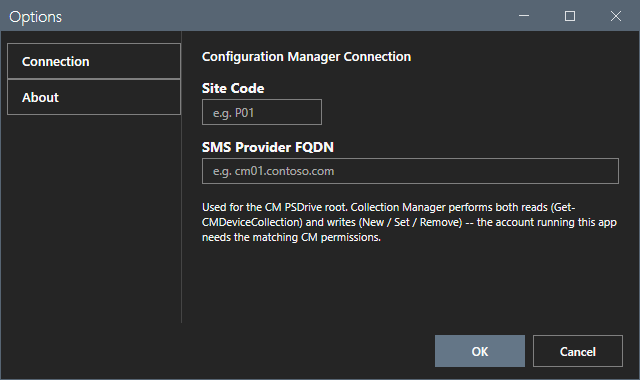 Options
Connection
About
Configuration Manager Connection
Site Code
e.g. P01
SMS Provider FQDN
e.g. cm01.contoso.com
Used for the CM PSDrive root. Collection Manager performs both reads (Get-
CMDeviceCollection) and writes (New / Set / Remove) -- the account running this app
needs the matching CM permissions.
OK
Cancel